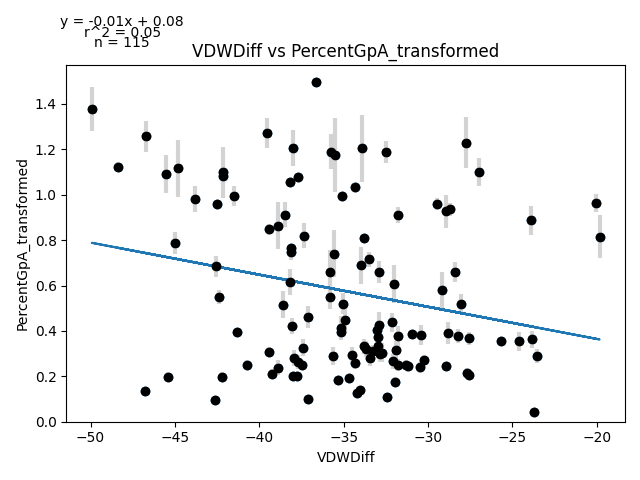 y = -0.01x + 0.08
r^2 = 0.05
n = 115
VDWDiff vs PercentGpA_transformed
PercentGpA_transformed
1.4
1.2
1.0
0.8
0.6
0.4
0.2
0.0
−50
−45
−40
−35
−30
−25
−20
VDWDiff